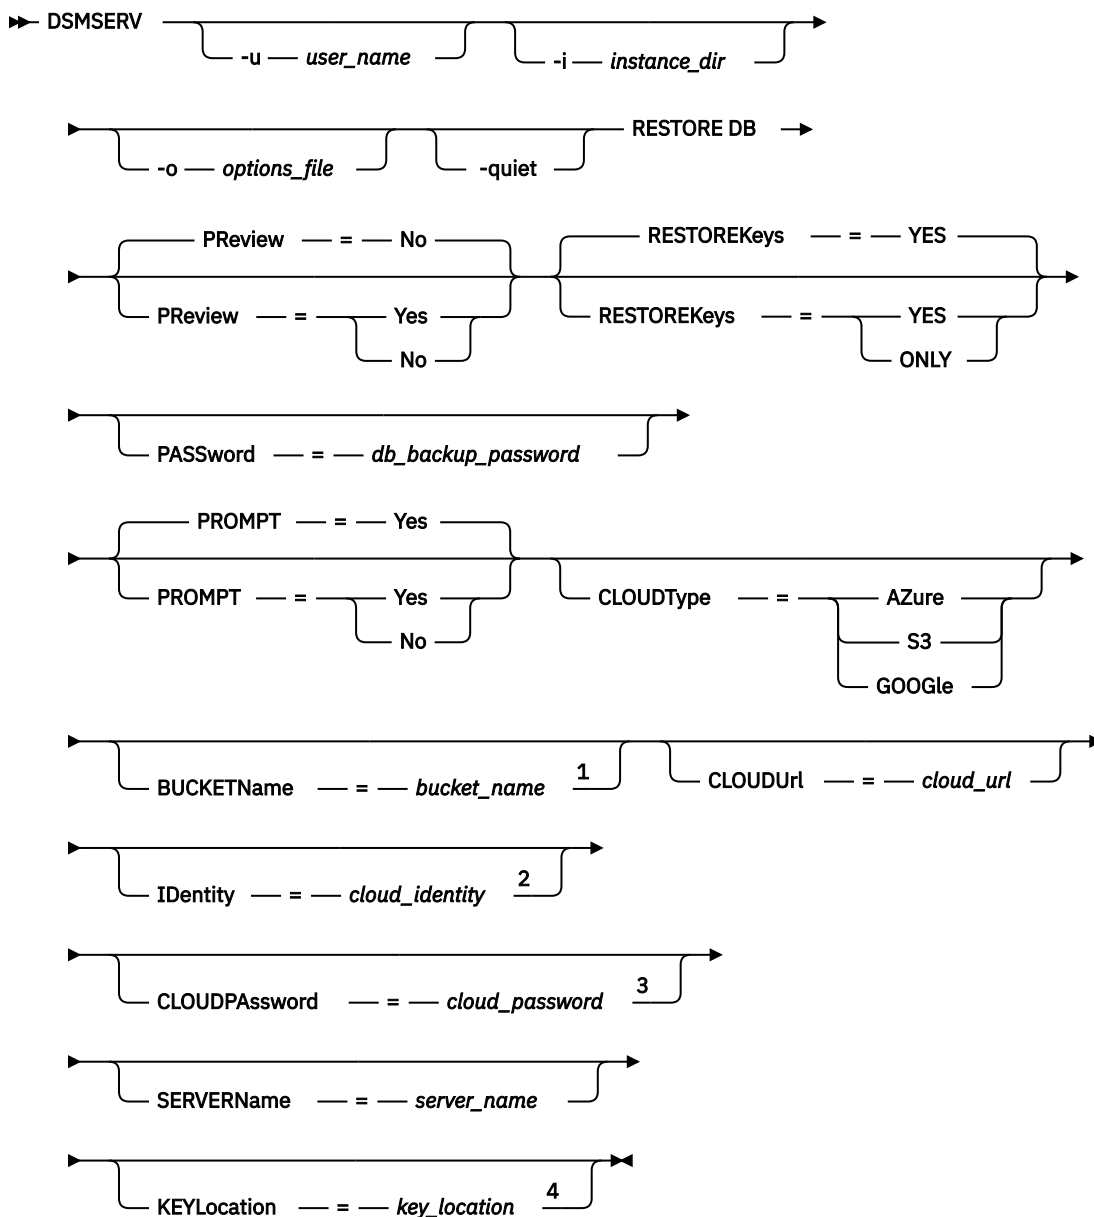 DSMSERV
-u user_name -i instance_dir
RESTORE DB
-o options_file -quiet
PReview = No RESTOREKeys = YES
PReview = Yes RESTOREKeys = YES
No ONLY
PASSword = db_backup_password
PROMPT = Yes
PROMPT = Yes CLOUDType = AZure
No S3
GOOGle
BUCKETName = bucket_name 1 CLOUDUrl = cloud_url
IDentity = cloud_identity 2
CLOUDPAssword = cloud_password 3
SERVERName = server_name
KEYLocation = key_location 4